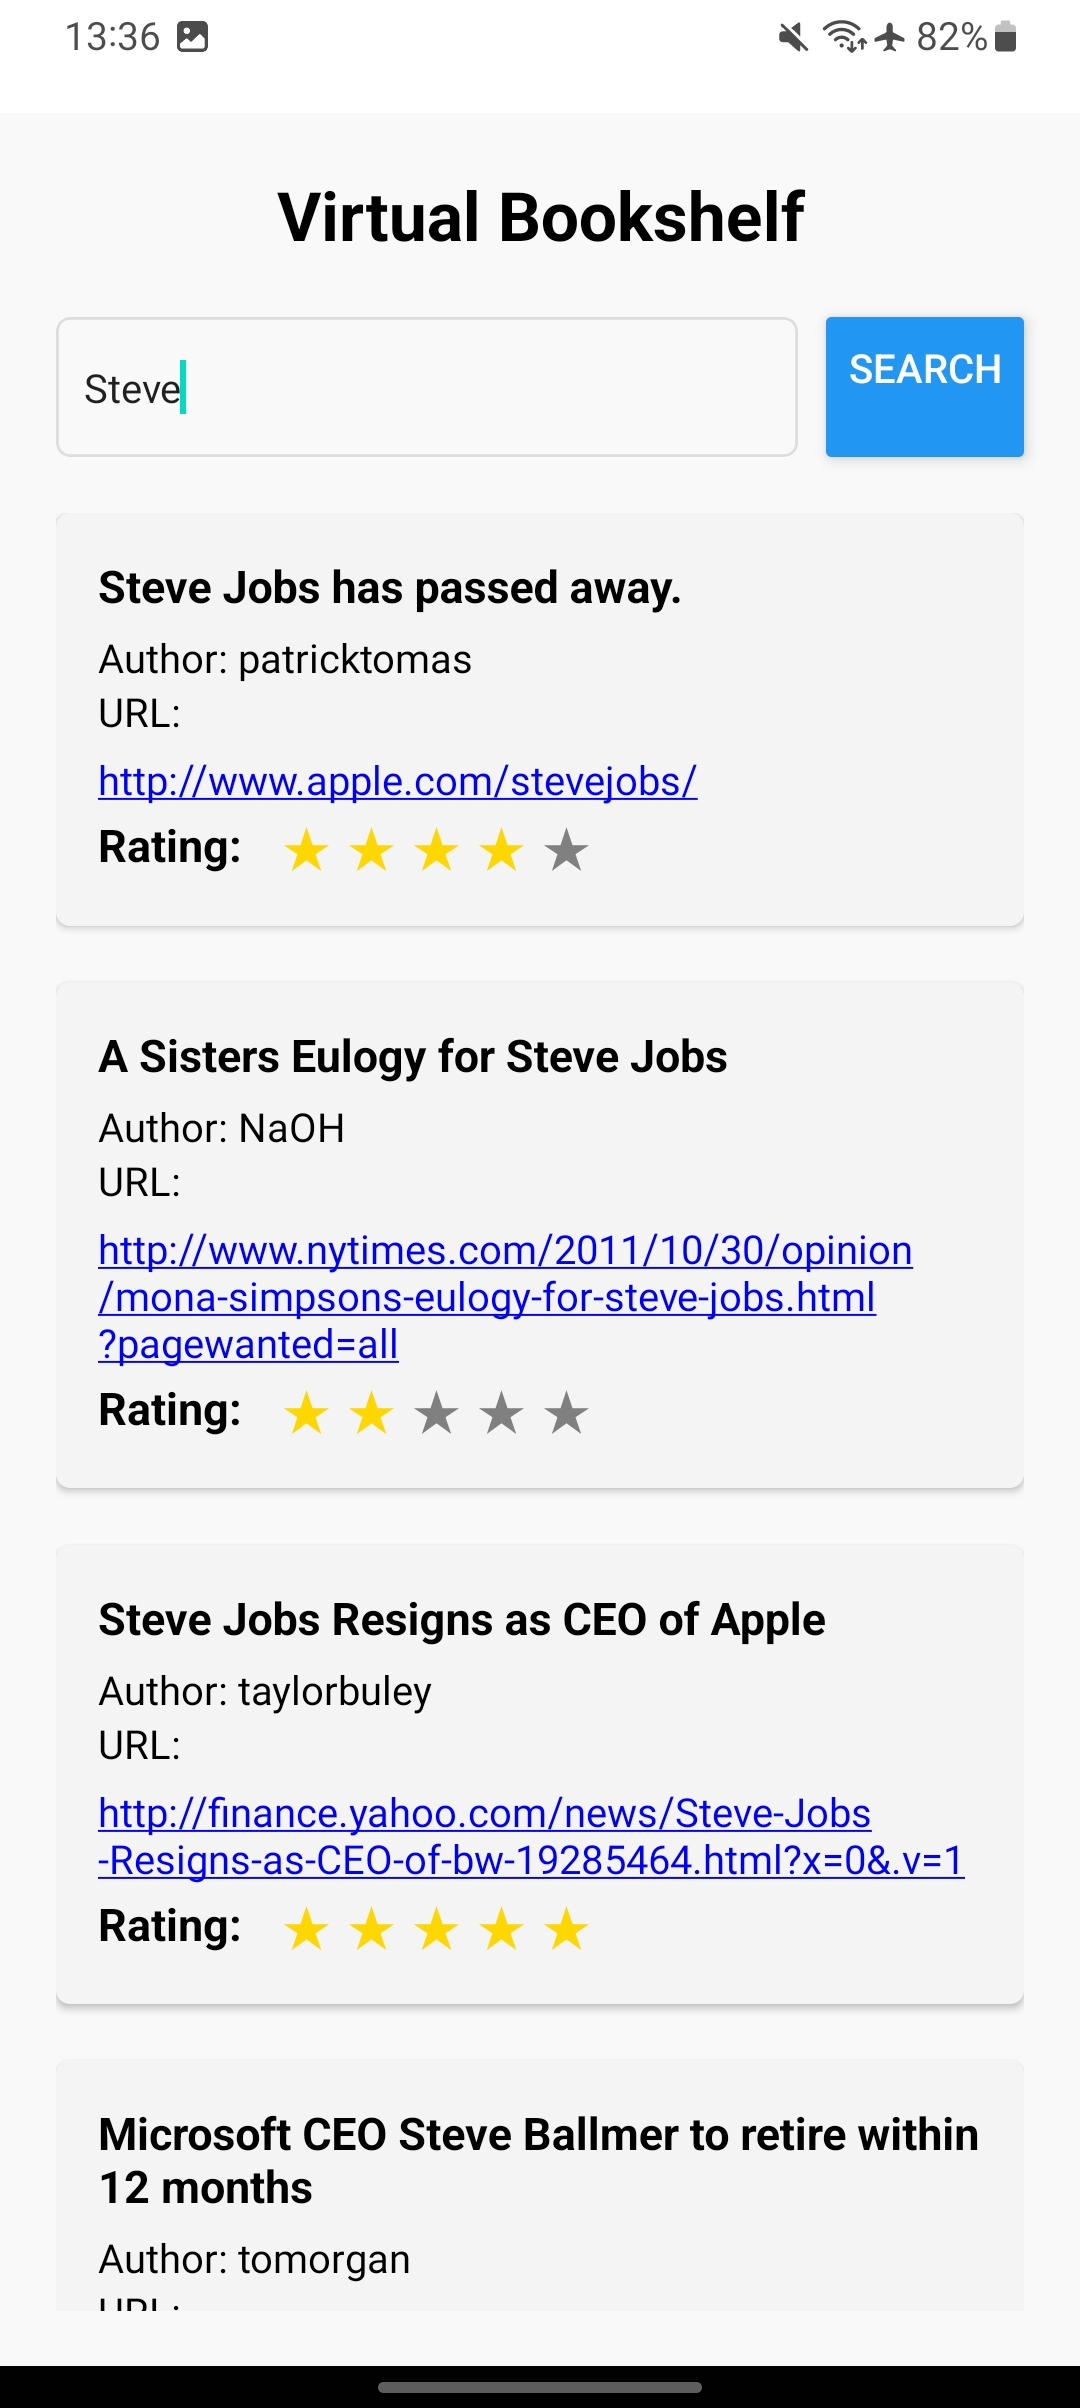 13:36
82%
Virtual Bookshelf
Steve
SEARCH
Steve Jobs has passed away.
Author: patricktomas
URL:
http://www.apple.com/stevejobs/
Rating: ★ ★ ★ ★ ★
A Sisters Eulogy for Steve Jobs
Author: NaOH
URL:
http://www.nytimes.com/2011/10/30/opinion
/mona-simpsons-eulogy-for-steve-jobs.html
?pagewanted=all
Rating: ★ ★ ★ ★ ★
Steve Jobs Resigns as CEO of Apple
Author: taylorbuley
URL:
http://finance.yahoo.com/news/Steve-Jobs
-Resigns-as-CEO-of-bw-19285464.html?x=0&.v=1
Rating: ★ ★ ★ ★ ★
Microsoft CEO Steve Ballmer to retire within
12 months
Author: tomorgan
URL: